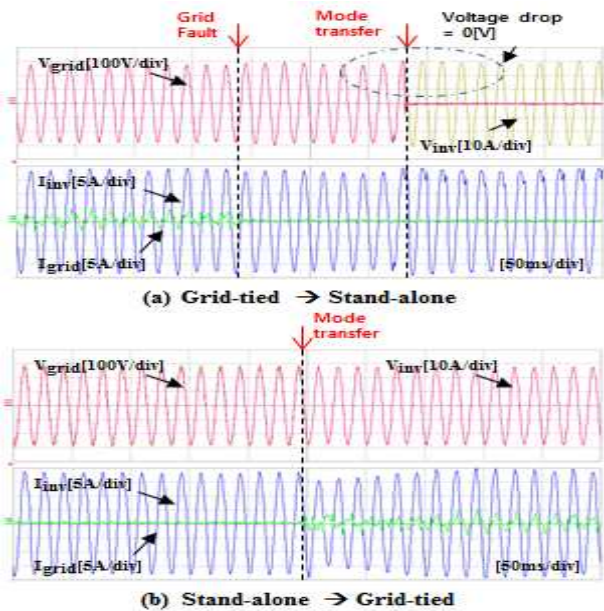 Grid
Fault
Mode
transfer
Voltage drop
= 0[V]
Vgrid[100V/div]
Vinv[10A/div]
Iinv[5A/div]
Igrid[5A/div]
[50ms/div]
(a) Grid-tied → Stand-alone
Mode
transfer
Vgrid[100V/div]
Vinv[10A/div]
Iinv[5A/div]
Igrid[5A/div]
[50ms/div]
(b) Stand-alone → Grid-tied